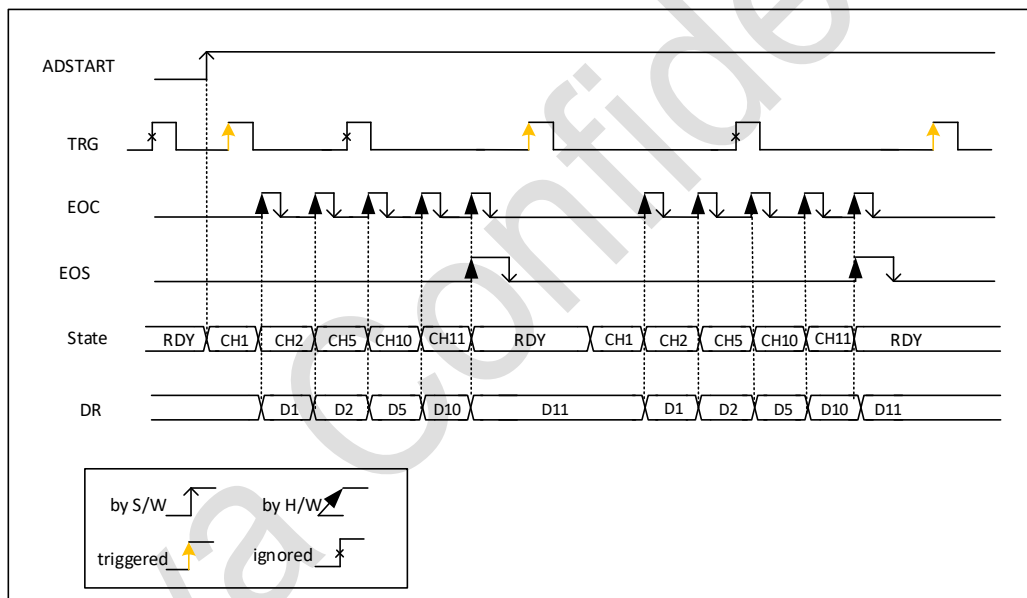 ADSTART
TRG
EOC
EOS
State RDY CH1 CH2 CH5 CH10 CH11 RDY CH1 CH2 CH5 CH10 CH11 RDY
DR D1 D2 D5 D10 D11 D1 D2 D5 D10 D11
by S/W by H/W
triggered ignored